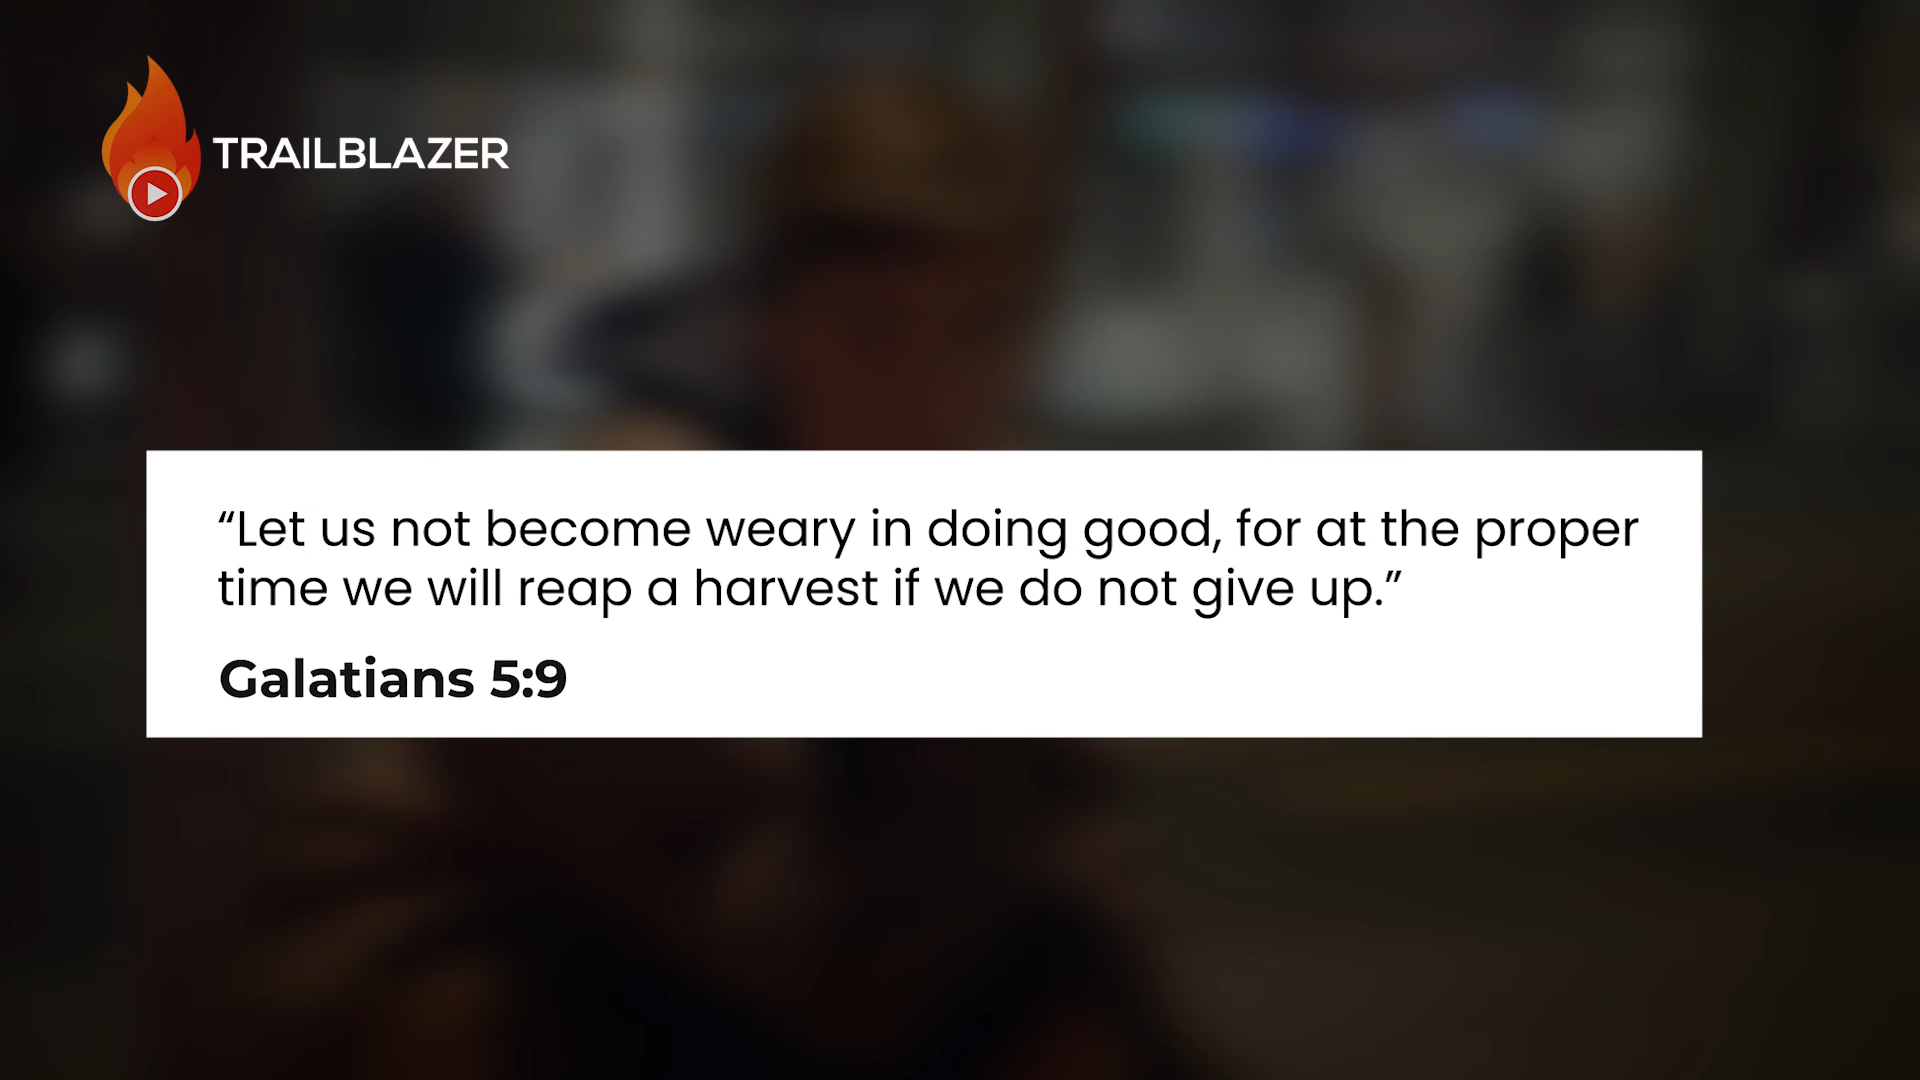 TRAILBLAZER
“Let us not become weary in doing good, for at the proper
time we will reap a harvest if we do not give up.”
Galatians 5:9